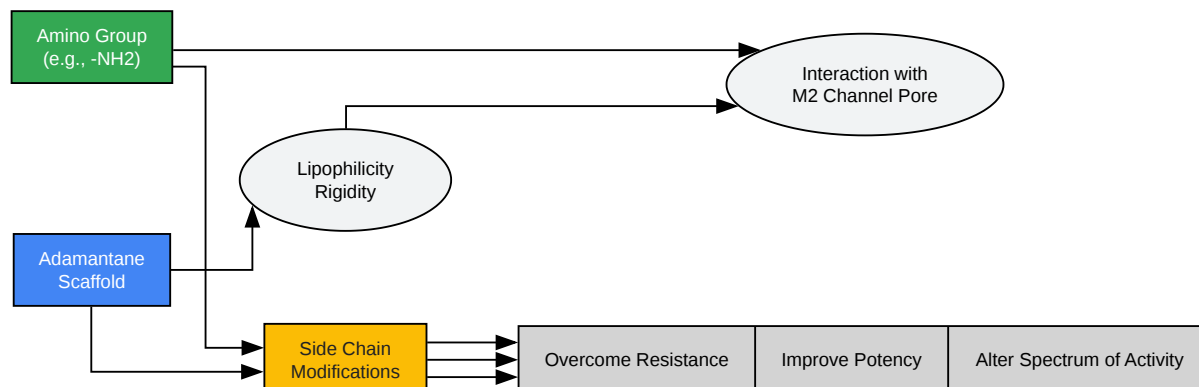 Amino Group
(e.g., -NH2)
Interaction with
M2 Channel Pore
Lipophilicity
Rigidity
Adamantane
Scaffold
Side Chain
Modifications
Overcome Resistance
Improve Potency
Alter Spectrum of Activity